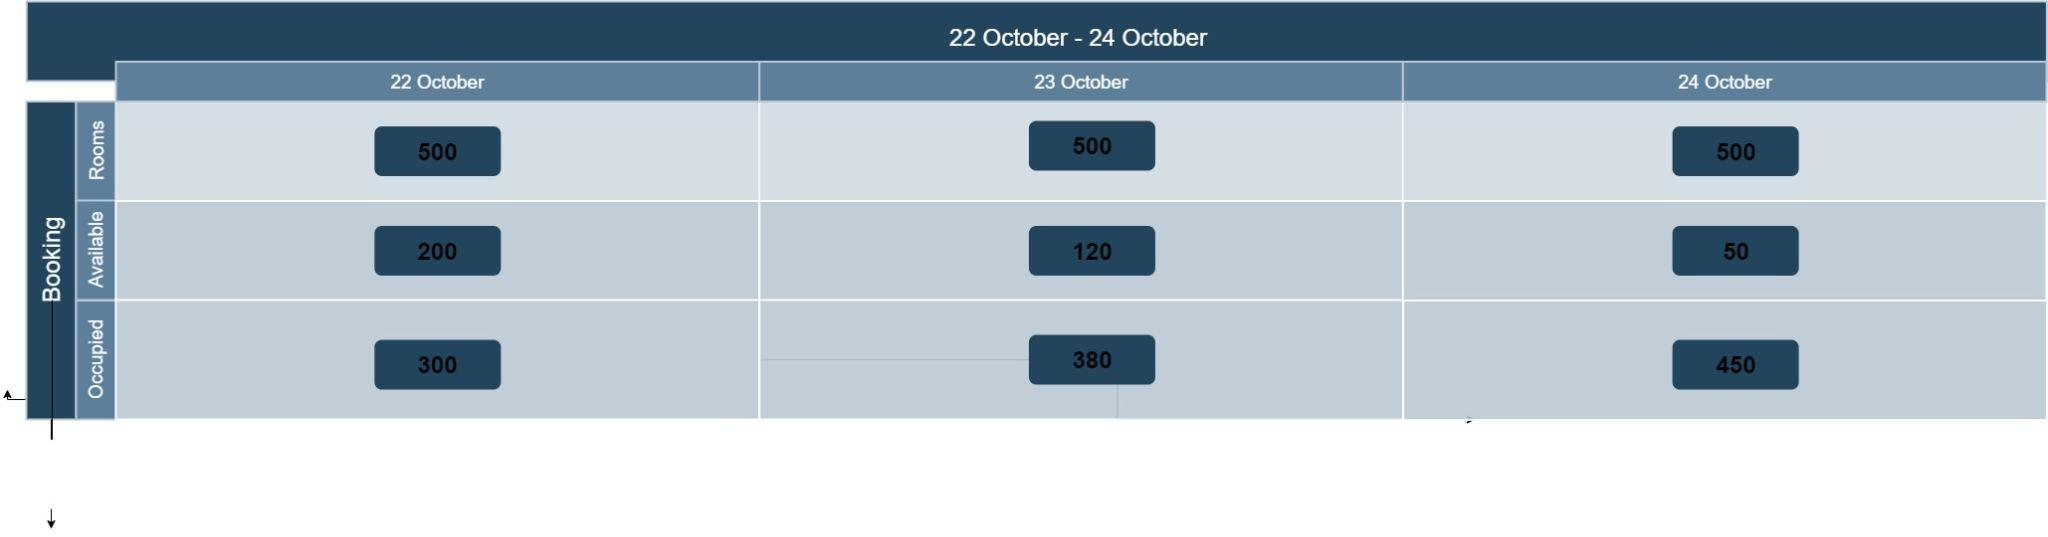 22 October - 24 October
22 October 23 October 24 October
Booking
Rooms 500 500 500
Available 200 120 50
Occupied 300 380 450